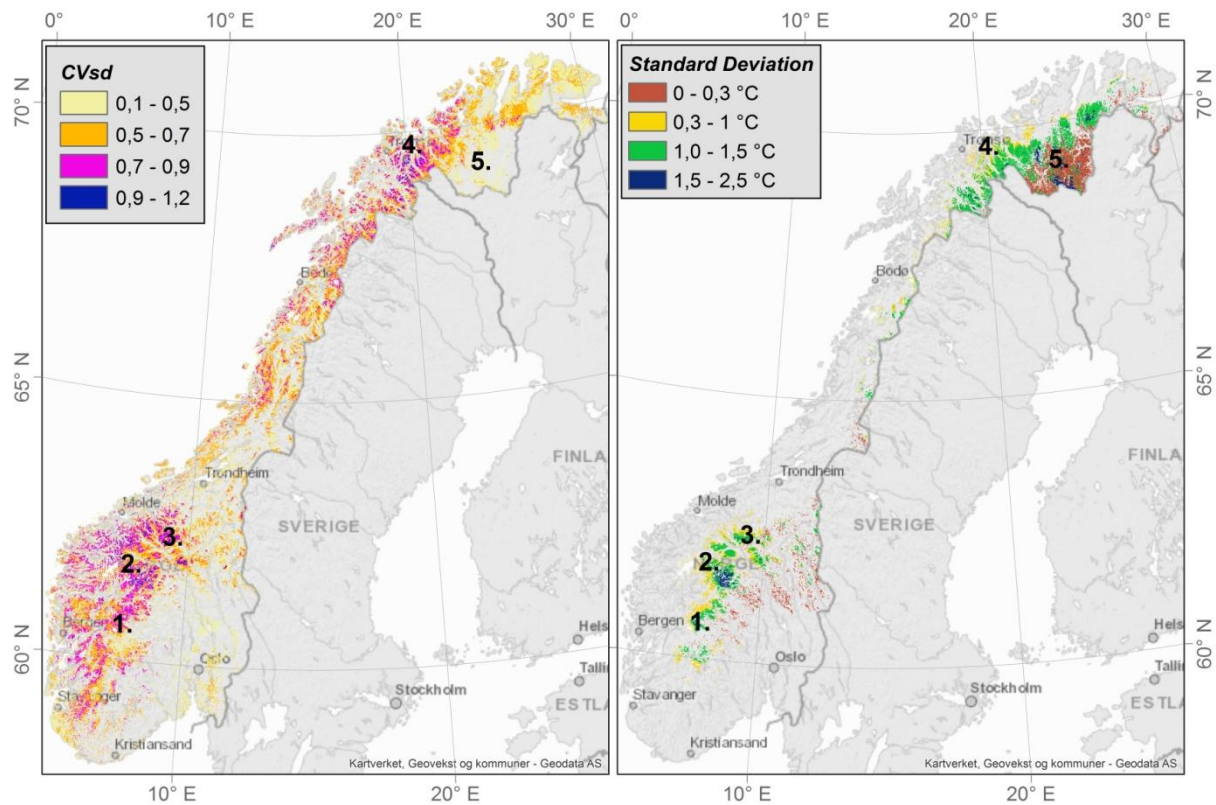 0° 10° E 20° E 30° E
CVsd
0,1 - 0,5
0,5 - 0,7
0,7 - 0,9
0,9 - 1,2
70° N
65° N
60° N
4.
5.
Bodø
Trondheim
Molde
3.
2.
SVERIGE
FINLA
1.
Bergen
Oslo
Stavanger
Stockholm
Hels
Tallin
ESTLA
Kristiansand
Kartverket, Geovekst og kommuner - Geodata AS
10° E 20° E
0° 10° E 20° E 30° E
Standard Deviation
0 - 0,3 °C
0,3 - 1 °C
1,0 - 1,5 °C
1,5 - 2,5 °C
70° N
65° N
60° N
4.
5.
Bodø
Trondheim
Molde
3.
2.
SVERIGE
FINLA
1.
Bergen
Oslo
Stavanger
Stockholm
Hels
Tallin
ESTLA
Kristiansand
Kartverket, Geovekst og kommuner - Geodata AS
10° E 20° E